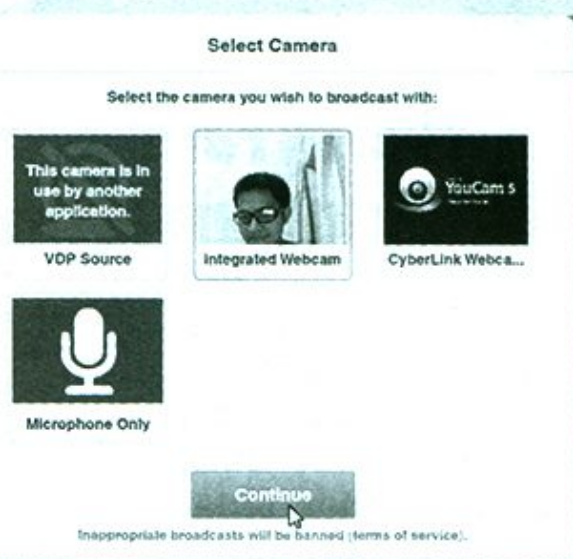 Select Camera
Select the camera you wish to broadcast with:
This camera is in
use by another
application.
YouCam 5
VDP Source
Integrated Webcam
CyberLink Webca...
Microphone Only
Continue
Inappropriate broadcasts will be banned (terms of service).